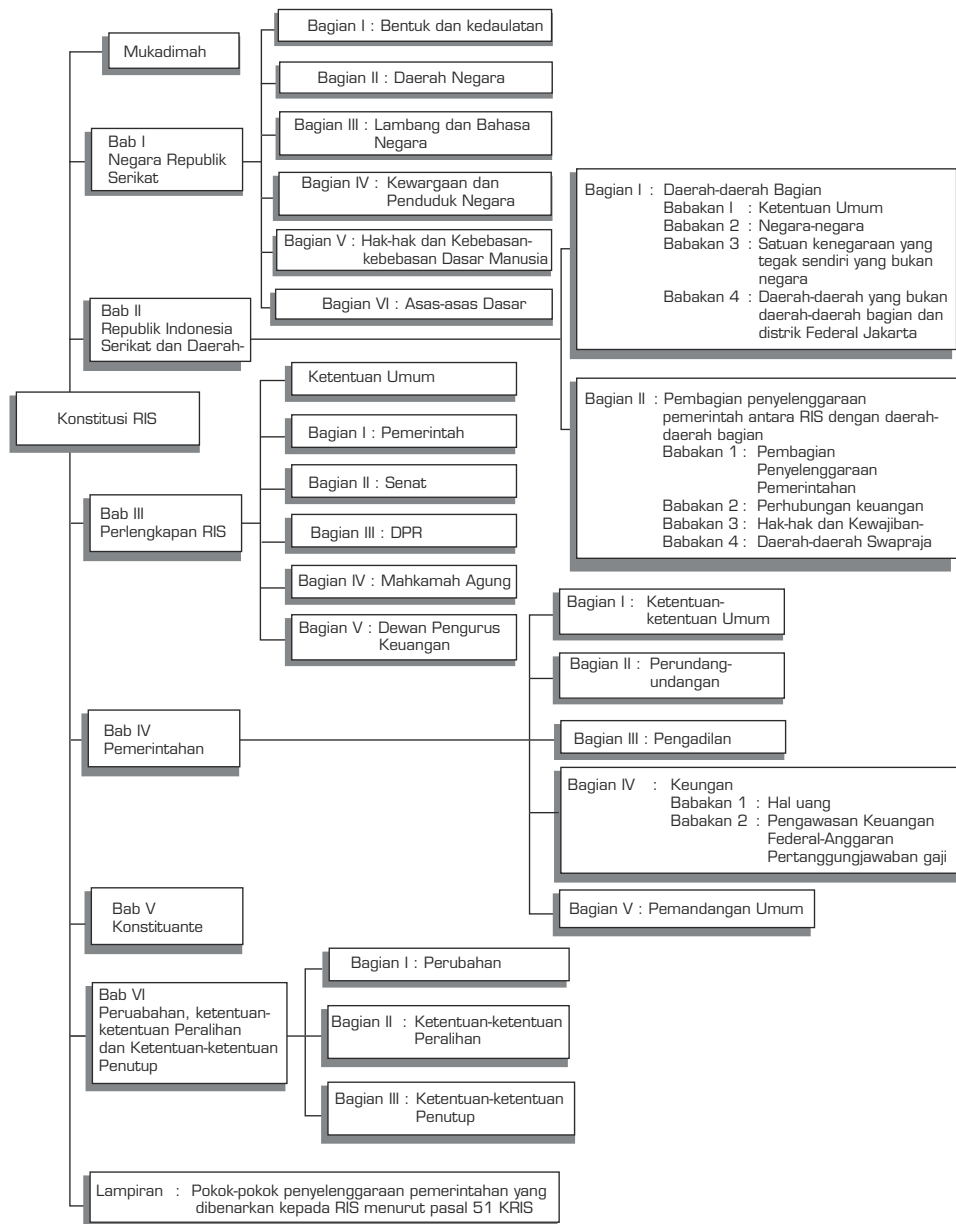 Konstitusi RIS
Mukadimah
Bab I
Negara Republik
Serikat
Bagian I : Bentuk dan kedaulatan
Bagian II : Daerah Negara
Bagian III : Lambang dan Bahasa
Negara
Bagian IV : Kewargaan dan
Penduduk Negara
Bagian V : Hak-hak dan Kebebasan-
kebebasan Dasar Manusia
Bagian VI : Asas-asas Dasar
Bab II
Republik Indonesia
Serikat dan Daerah-
Bagian I : Daerah-daerah Bagian
Babakan I : Ketentuan Umum
Babakan 2 : Negara-negara
Babakan 3 : Satuan kenegaraan yang
tegak sendiri yang bukan
negara
Babakan 4 : Daerah-daerah yang bukan
daerah-daerah bagian dan
distrik Federal Jakarta
Bagian II : Pembagian penyelenggaraan
pemerintah antara RIS dengan daerah-
daerah bagian
Babakan 1 : Pembagian
Penyelenggaraan
Pemerintahan
Babakan 2 : Perhubungan keuangan
Babakan 3 : Hak-hak dan Kewajiban-
Babakan 4 : Daerah-daerah Swapraja
Bab III
Perlengkapan RIS
Ketentuan Umum
Bagian I : Pemerintah
Bagian II : Senat
Bagian III : DPR
Bagian IV : Mahkamah Agung
Bagian V : Dewan Pengurus
Keuangan
Bab IV
Pemerintahan
Bagian I : Ketentuan-
ketentuan Umum
Bagian II : Perundang-
undangan
Bagian III : Pengadilan
Bagian IV : Keungan
Babakan 1 : Hal uang
Babakan 2 : Pengawasan Keuangan
Federal-Anggaran
Pertanggungjawaban gaji
Bagian V : Pemandangan Umum
Bab V
Konstituante
Bab VI
Peruabahan, ketentuan-
ketentuan Peralihan
dan Ketentuan-ketentuan
Penutup
Bagian I : Perubahan
Bagian II : Ketentuan-ketentuan
Peralihan
Bagian III : Ketentuan-ketentuan
Penutup
Lampiran : Pokok-pokok penyelenggaraan pemerintahan yang
dibenarkan kepada RIS menurut pasal 51 KRIS